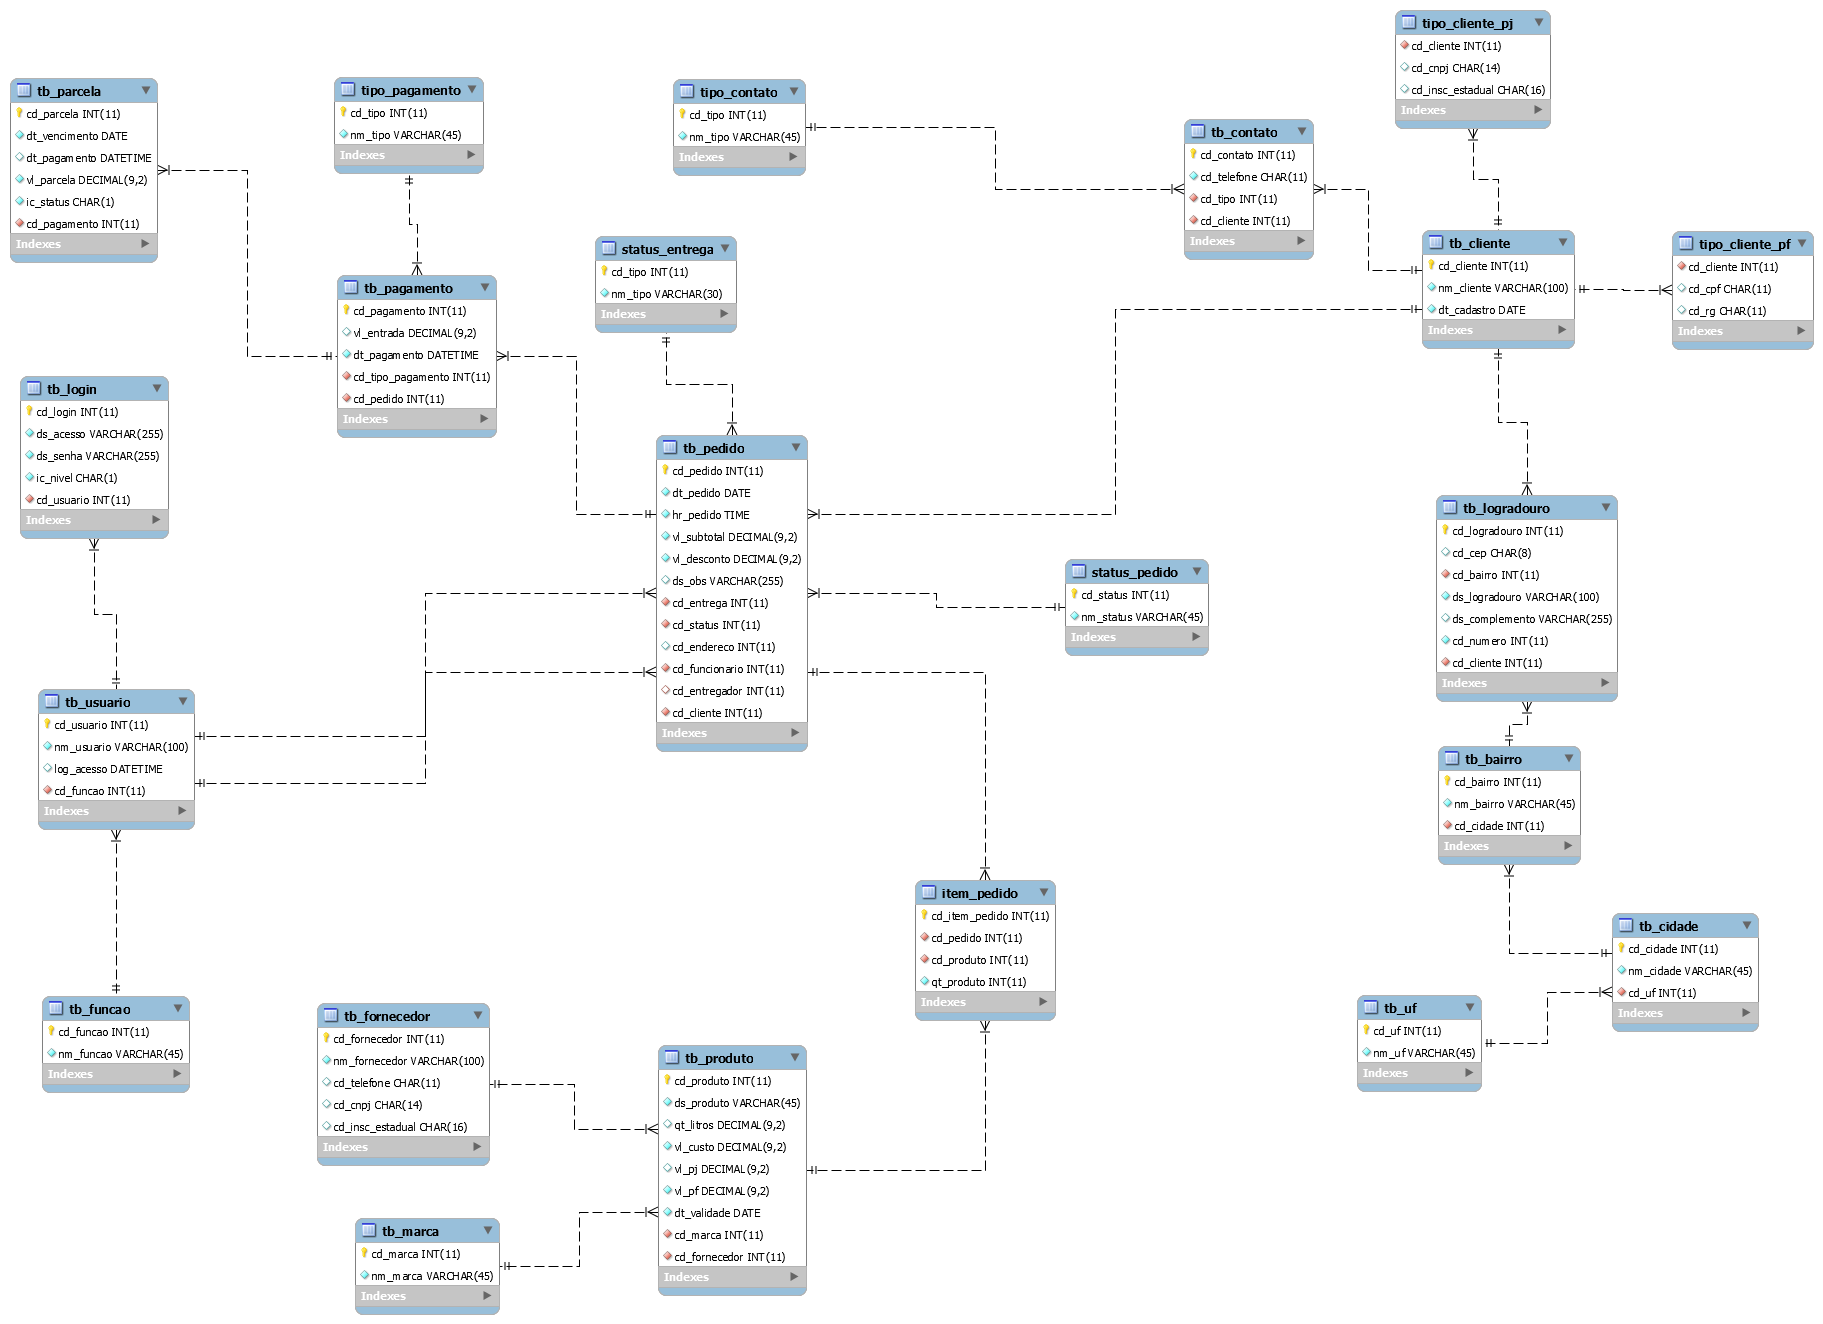 tipo_cliente_pj
cd_cliente INT(11)
cd_cnpj CHAR(14)
cd_insc_estadual CHAR(16)
Indexes
tb_parcela
cd_parcela INT(11)
dt_vencimento DATE
dt_pagamento DATETIME
vl_parcela DECIMAL(9,2)
ic_status CHAR(1)
cd_pagamento INT(11)
Indexes
tipo_pagamento
cd_tipo INT(11)
nm_tipo VARCHAR(45)
Indexes
tipo_contato
cd_tipo INT(11)
nm_tipo VARCHAR(45)
Indexes
tb_contato
cd_contato INT(11)
cd_telefone CHAR(11)
cd_tipo INT(11)
cd_cliente INT(11)
Indexes
status_entrega
cd_tipo INT(11)
nm_tipo VARCHAR(30)
Indexes
tb_cliente
cd_cliente INT(11)
nm_cliente VARCHAR(100)
dt_cadastro DATE
Indexes
tipo_cliente_pf
cd_cliente INT(11)
cd_cpf CHAR(11)
cd_rg CHAR(11)
Indexes
tb_pagamento
cd_pagamento INT(11)
vl_entrada DECIMAL(9,2)
dt_pagamento DATETIME
cd_tipo_pagamento INT(11)
cd_pedido INT(11)
Indexes
tb_login
cd_login INT(11)
ds_acesso VARCHAR(255)
ds_senha VARCHAR(255)
ic_nivel CHAR(1)
cd_usuario INT(11)
Indexes
tb_pedido
cd_pedido INT(11)
dt_pedido DATE
hr_pedido TIME
vl_subtotal DECIMAL(9,2)
vl_desconto DECIMAL(9,2)
ds_obs VARCHAR(255)
cd_entrega INT(11)
cd_status INT(11)
cd_endereco INT(11)
cd_funcionario INT(11)
cd_entregador INT(11)
cd_cliente INT(11)
Indexes
tb_logradouro
cd_logradouro INT(11)
cd_cep CHAR(8)
cd_bairro INT(11)
ds_logradouro VARCHAR(100)
ds_complemento VARCHAR(255)
cd_numero INT(11)
cd_cliente INT(11)
Indexes
status_pedido
cd_status INT(11)
nm_status VARCHAR(45)
Indexes
tb_usuario
cd_usuario INT(11)
nm_usuario VARCHAR(100)
log_acesso DATETIME
cd_funcao INT(11)
Indexes
tb_bairro
cd_bairro INT(11)
nm_bairro VARCHAR(45)
cd_cidade INT(11)
Indexes
item_pedido
cd_item_pedido INT(11)
cd_pedido INT(11)
cd_produto INT(11)
qt_produto INT(11)
Indexes
tb_cidade
cd_cidade INT(11)
nm_cidade VARCHAR(45)
cd_uf INT(11)
Indexes
tb_uf
cd_uf INT(11)
nm_uf VARCHAR(45)
Indexes
tb_funcao
cd_funcao INT(11)
nm_funcao VARCHAR(45)
Indexes
tb_fornecedor
cd_fornecedor INT(11)
nm_fornecedor VARCHAR(100)
cd_telefone CHAR(11)
cd_cnpj CHAR(14)
cd_insc_estadual CHAR(16)
Indexes
tb_produto
cd_produto INT(11)
ds_produto VARCHAR(45)
qt_litros DECIMAL(9,2)
vl_custo DECIMAL(9,2)
vl_pj DECIMAL(9,2)
vl_pf DECIMAL(9,2)
dt_validade DATE
cd_marca INT(11)
cd_fornecedor INT(11)
Indexes
tb_marca
cd_marca INT(11)
nm_marca VARCHAR(45)
Indexes